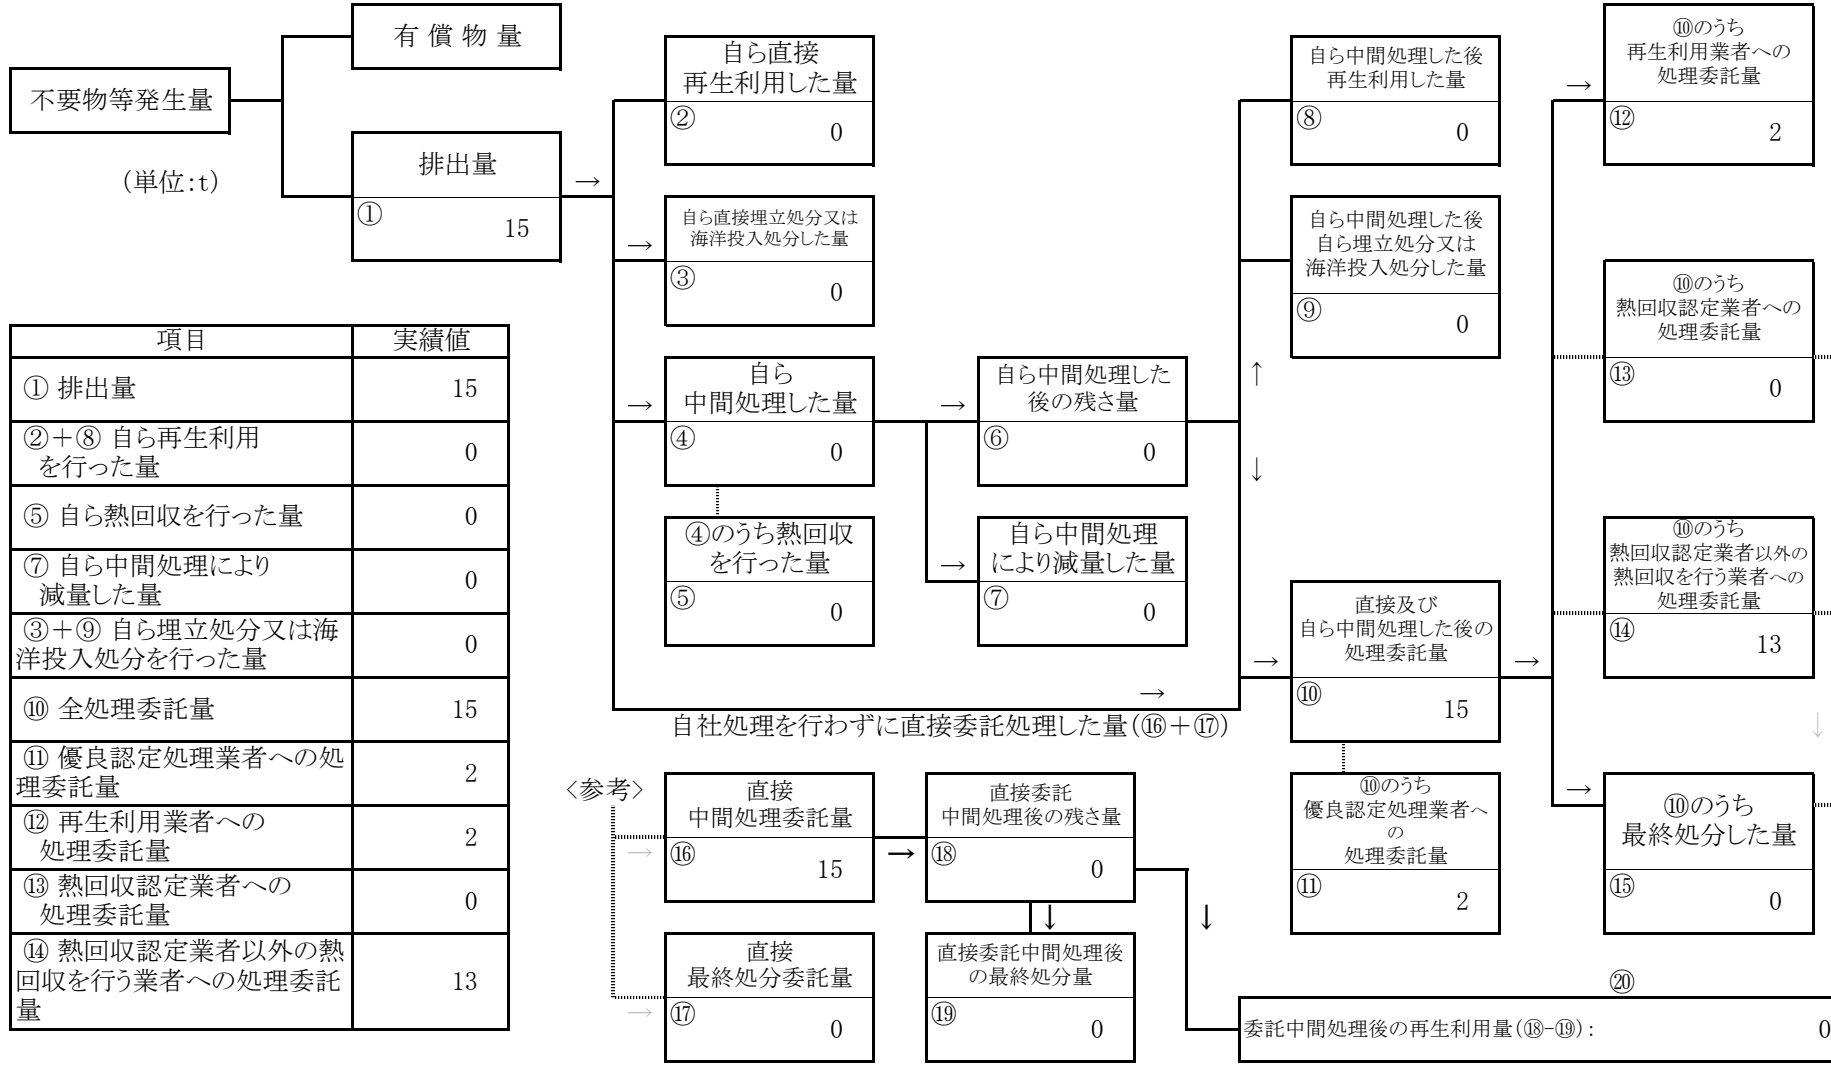 不要物等発生量
有 償 物 量
排出量
①
15
(単位:t)
→
自ら直接
再生利用した量
②
0
→
自ら直接埋立処分又は
海洋投入処分した量
③
0
→
自ら
中間処理した量
④
0
④のうち熱回収
を行った量
⑤
0
→
自ら中間処理した
後の残さ量
⑥
0
→
自ら中間処理
により減量した量
⑦
0
自ら中間処理した後
再生利用した量
⑧
0
自ら中間処理した後
自ら埋立処分又は
海洋投入処分した量
⑨
0
↑
↓
→
自社処理を行わずに直接委託処理した量(⑯+⑰)
→
直接及び
自ら中間処理した後の
処理委託量
⑩
15
⑩のうち
優良認定処理業者へ
の
処理委託量
⑪
2
→
→
⑩のうち
再生利用業者への
処理委託量
⑫
2
⑩のうち
熱回収認定業者への
処理委託量
⑬
0
⑩のうち
熱回収認定業者以外の
熱回収を行う業者への
処理委託量
⑭
13
↓
→
⑩のうち
最終処分した量
⑮
0
項目 実績値
① 排出量 15
②+⑧ 自ら再生利用
を行った量 0
⑤ 自ら熱回収を行った量 0
⑦ 自ら中間処理により
減量した量 0
③+⑨ 自ら埋立処分又は海
洋投入処分を行った量 0
⑩ 全処理委託量 15
⑪ 優良認定処理業者への処
理委託量 2
⑫ 再生利用業者への
処理委託量 2
⑬ 熱回収認定業者への
処理委託量 0
⑭ 熱回収認定業者以外の熱
回収を行う業者への処理委託
量 13
<参考>
→
直接
中間処理委託量
⑯
15
→
直接委託
中間処理後の残さ量
⑱
0
→
直接
最終処分委託量
⑰
0
↓
直接委託中間処理後
の最終処分量
⑲
0
↓
⑳
委託中間処理後の再生利用量(⑱-⑲): 0